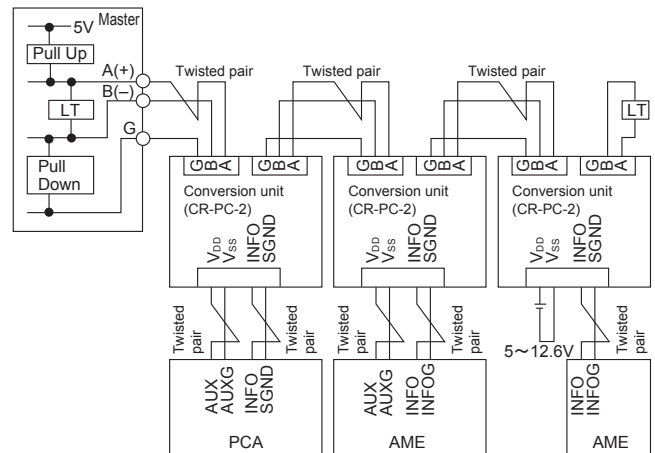 Master
5V
Pull Up
A(+)
B(−)
LT
G
Pull
Down
Twisted pair
Twisted pair
Twisted pair
LT
G B A
G B A
G B A
G B A
G B A
G B A
Conversion unit
(CR-PC-2)
Conversion unit
(CR-PC-2)
Conversion unit
(CR-PC-2)
VDD
VSS
INFO
SGND
VDD
VSS
INFO
SGND
VDD
VSS
INFO
SGND
Twisted
pair
Twisted
pair
Twisted
pair
Twisted
pair
5～12.6V
Twisted
pair
AUX
AUXG
INFO
SGND
AUX
AUXG
INFO
INFOG
INFO
INFOG
PCA
AME
AME